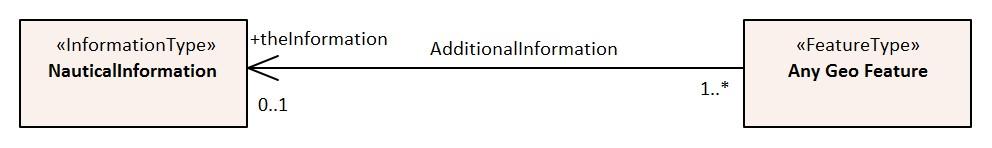 «InformationType»
NauticalInformation
+theInformation
0..1
AdditionalInformation
1..*
«FeatureType»
Any Geo Feature